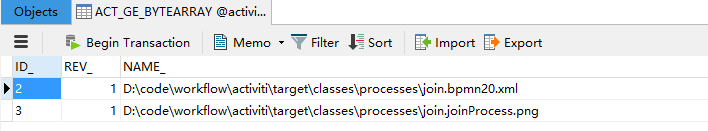 Objects ACT_GE_BYTEARRAY @activi...
Begin Transaction Memo Filter Sort Import Export
ID_ REV_ NAME_
2 1 D:\code\workflow\activiti\target\classes\processes\join.bpmn20.xml
3 1 D:\code\workflow\activiti\target\classes\processes\join.joinProcess.png